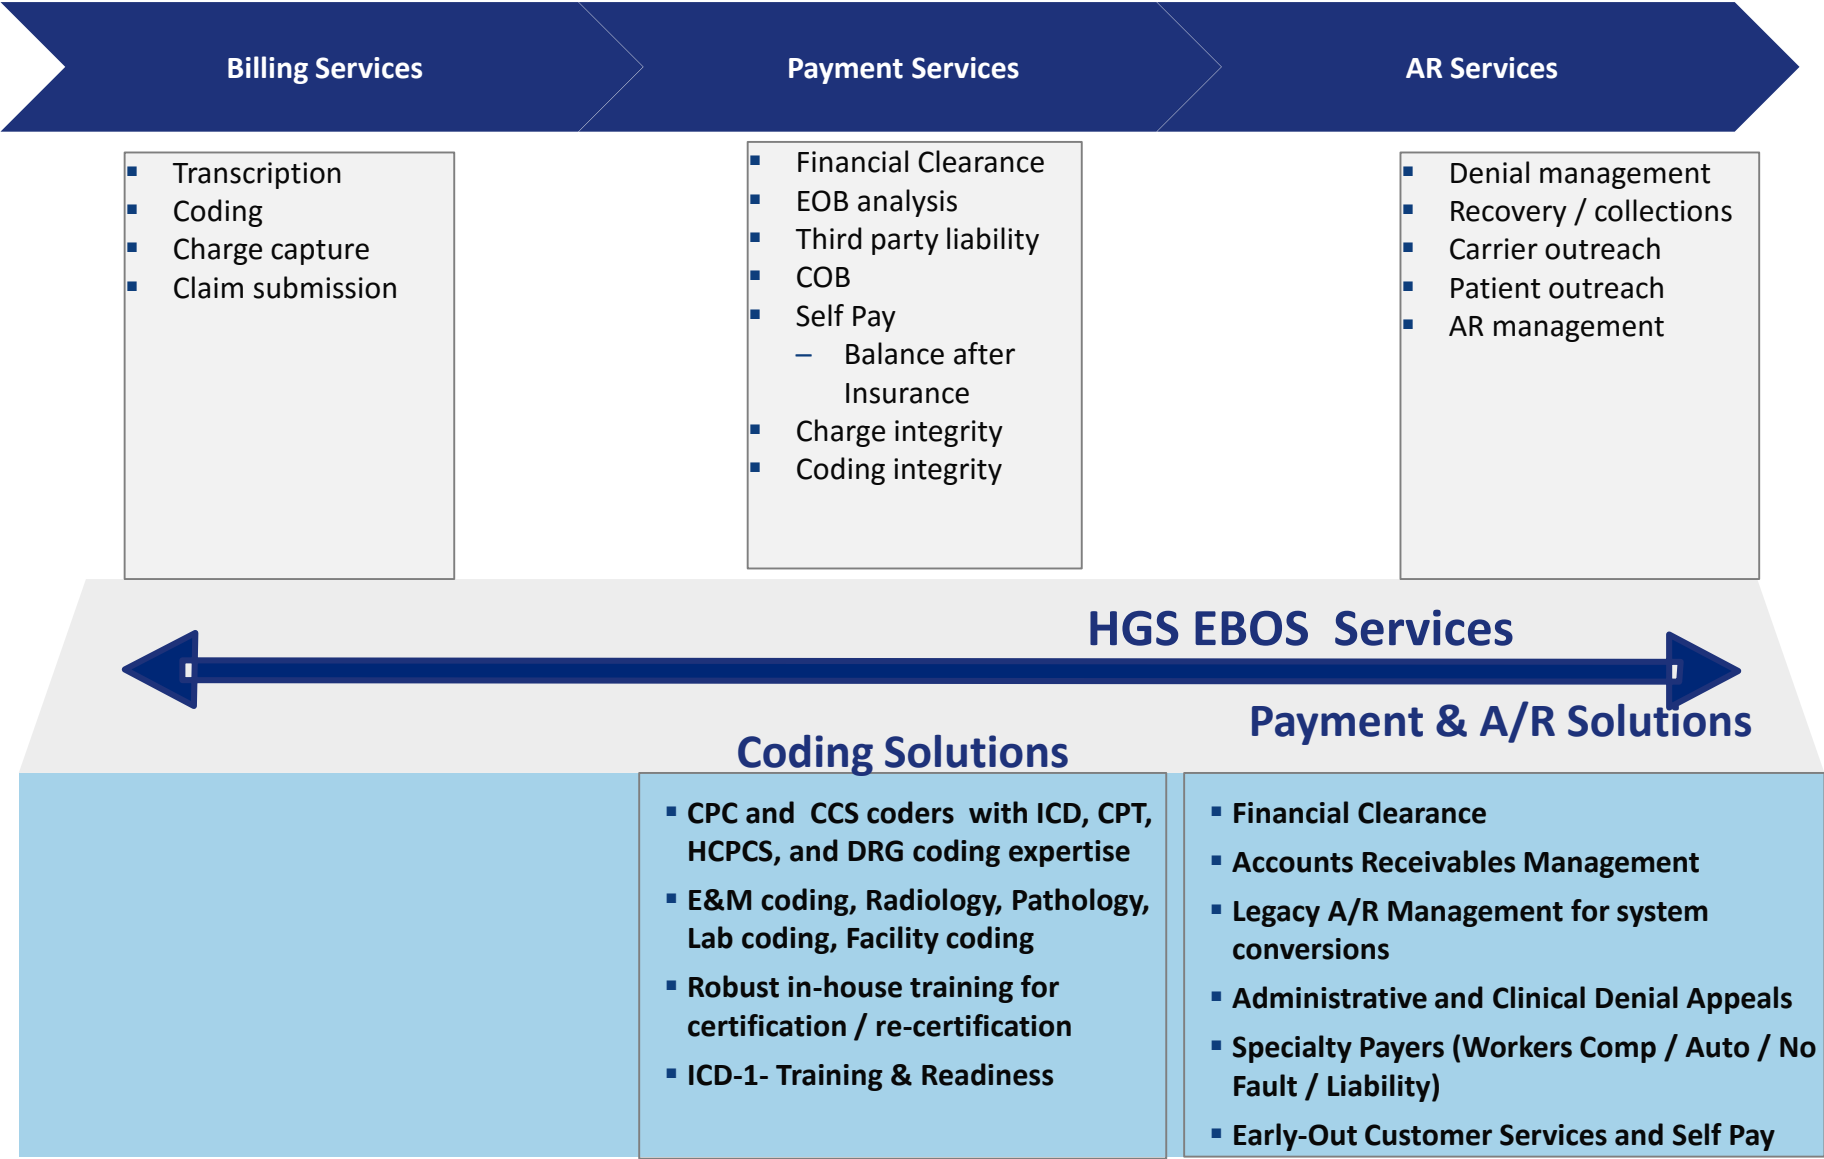 Billing Services
Payment Services
AR Services
▪ Transcription
▪ Coding
▪ Charge capture
▪ Claim submission
▪ Financial Clearance
▪ EOB analysis
▪ Third party liability
▪ COB
▪ Self Pay
– Balance after
Insurance
▪ Charge integrity
▪ Coding integrity
▪ Denial management
▪ Recovery / collections
▪ Carrier outreach
▪ Patient outreach
▪ AR management
HGS EBOS Services
Coding Solutions
▪ CPC and CCS coders with ICD, CPT,
HCPCS, and DRG coding expertise
▪ E&M coding, Radiology, Pathology,
Lab coding, Facility coding
▪ Robust in-house training for
certification / re-certification
▪ ICD-1- Training & Readiness
Payment & A/R Solutions
▪ Financial Clearance
▪ Accounts Receivables Management
▪ Legacy A/R Management for system
conversions
▪ Administrative and Clinical Denial Appeals
▪ Specialty Payers (Workers Comp / Auto / No
Fault / Liability)
▪ Early-Out Customer Services and Self Pay